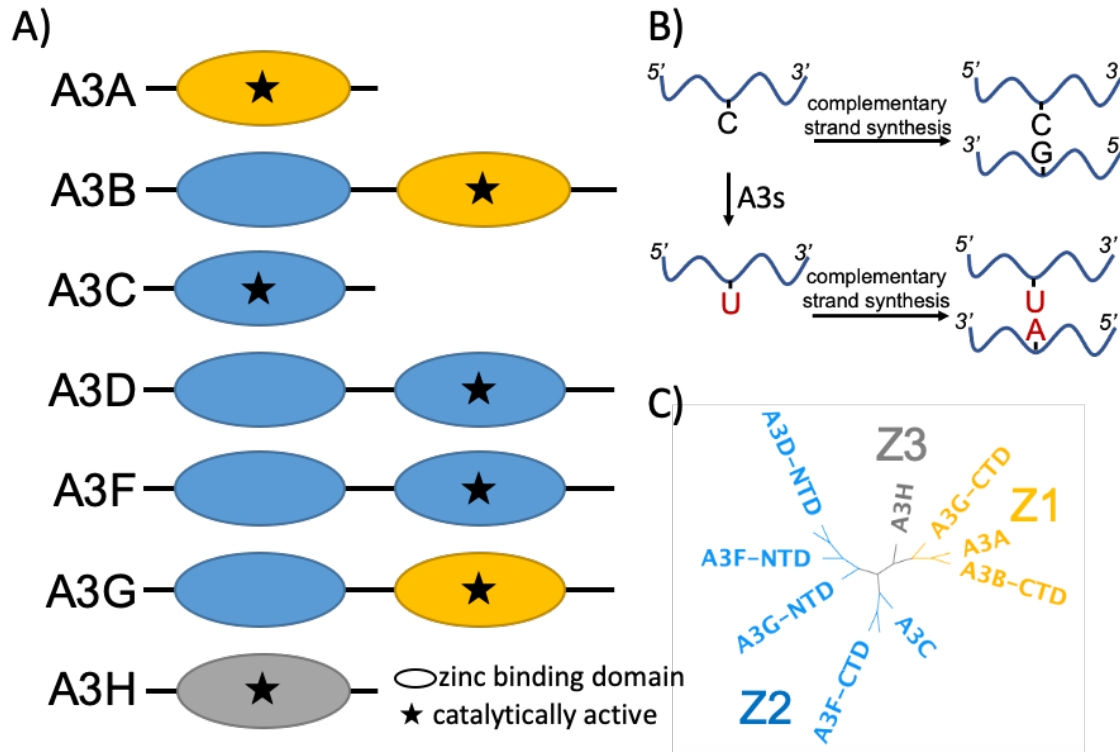 A)
A3A
A3B
A3C
A3D
A3F
A3G
A3H
zinc binding domain
catalytically active
B)
5’ 3’
C
complementary
strand synthesis
5’ 3’
C
G
3’ 5’
A3s
5’ 3’
U
complementary
strand synthesis
5’ 3’
U
A
3’ 5’
C)
A3D-NTD
Z3
A3H
A3G-CTD
Z1
A3A
A3B-CTD
A3F-NTD
A3G-NTD
A3C
A3F-CTD
Z2